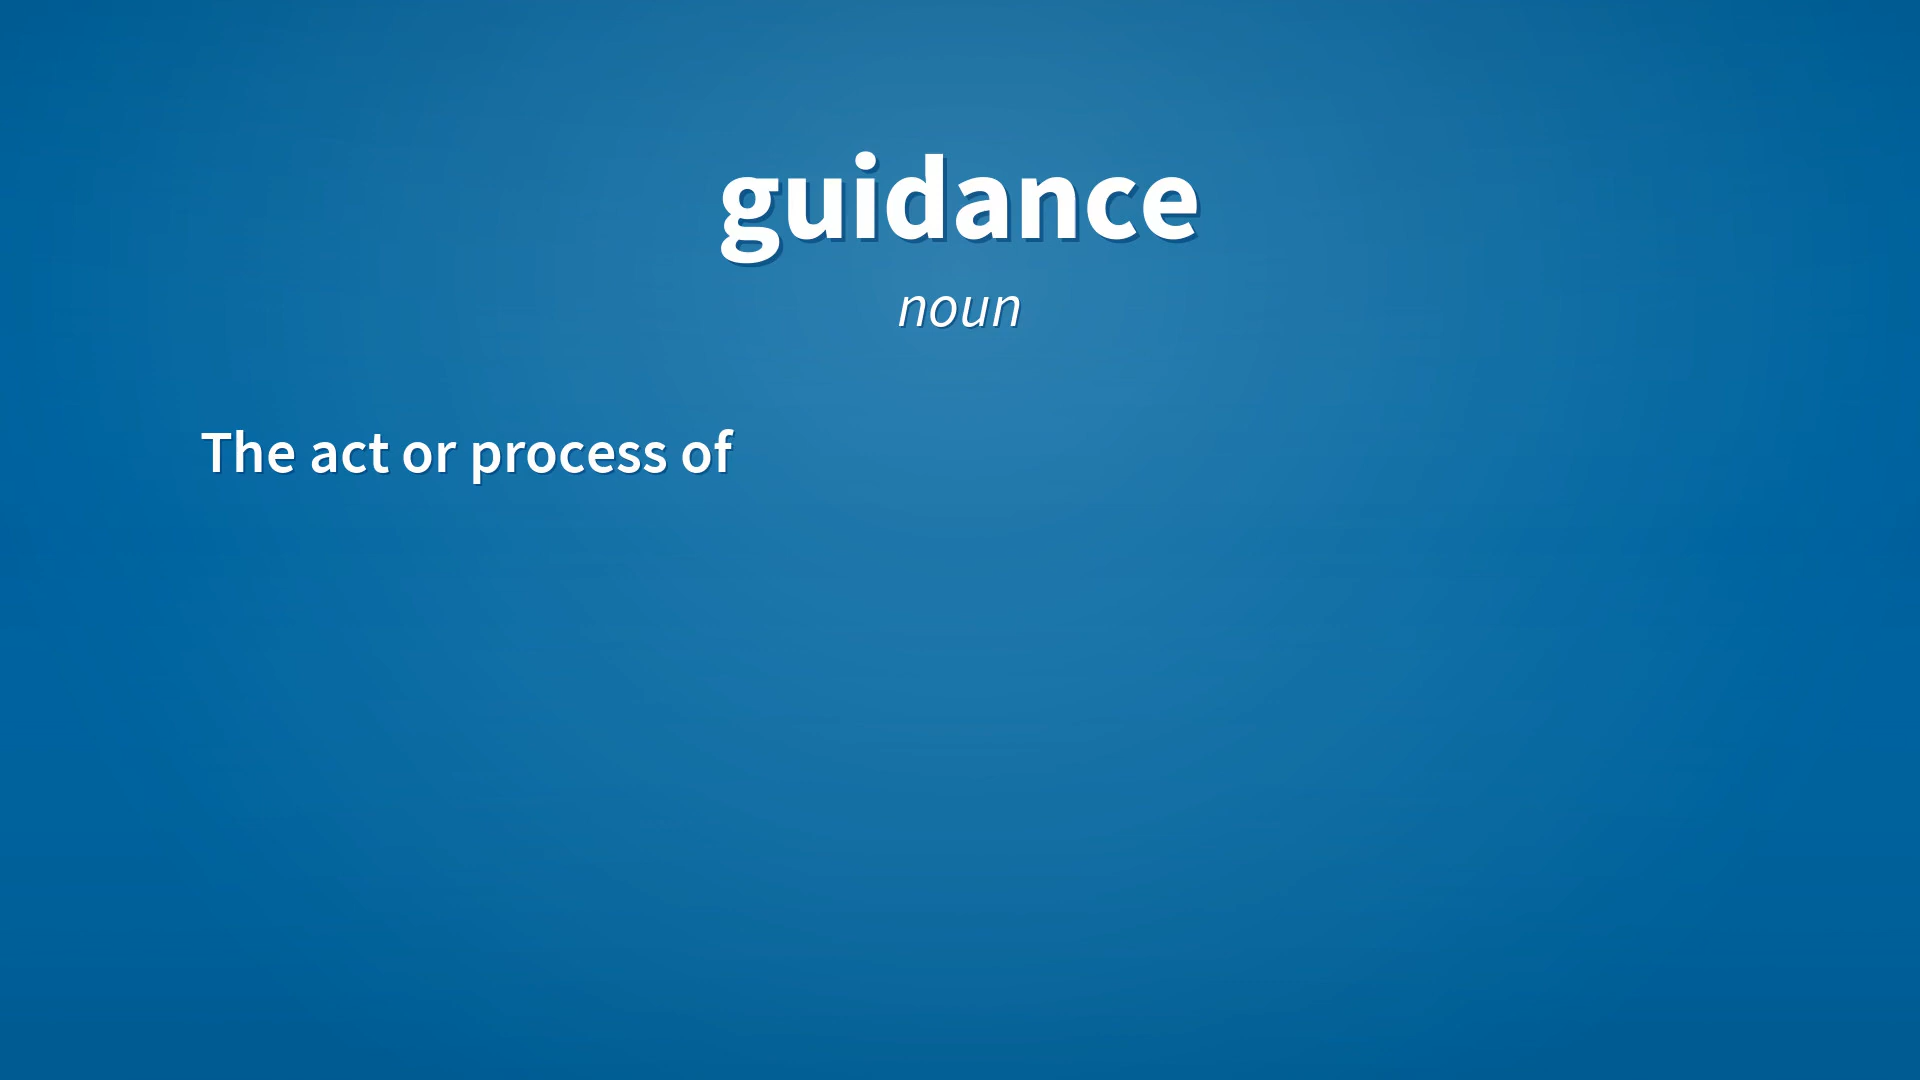 guidance
noun
The act or process of